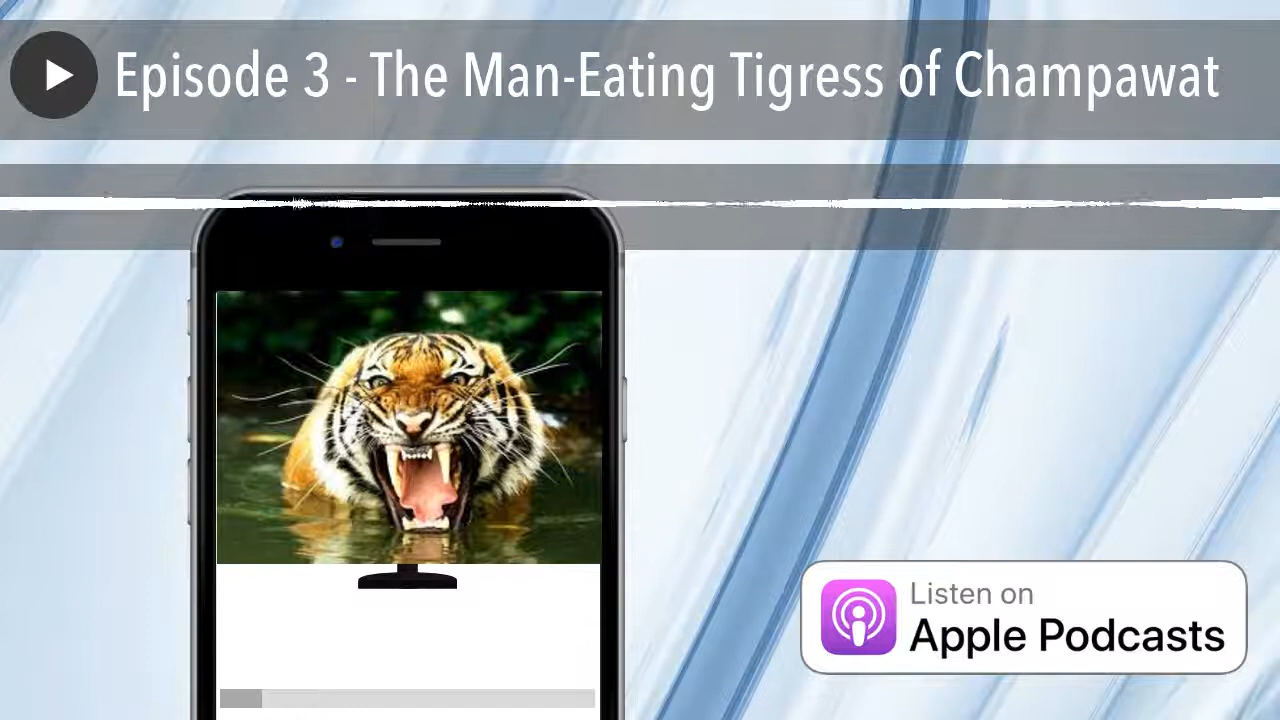 Episode 3 - The Man-Eating Tigress of Champawat
Listen on
Apple Podcasts